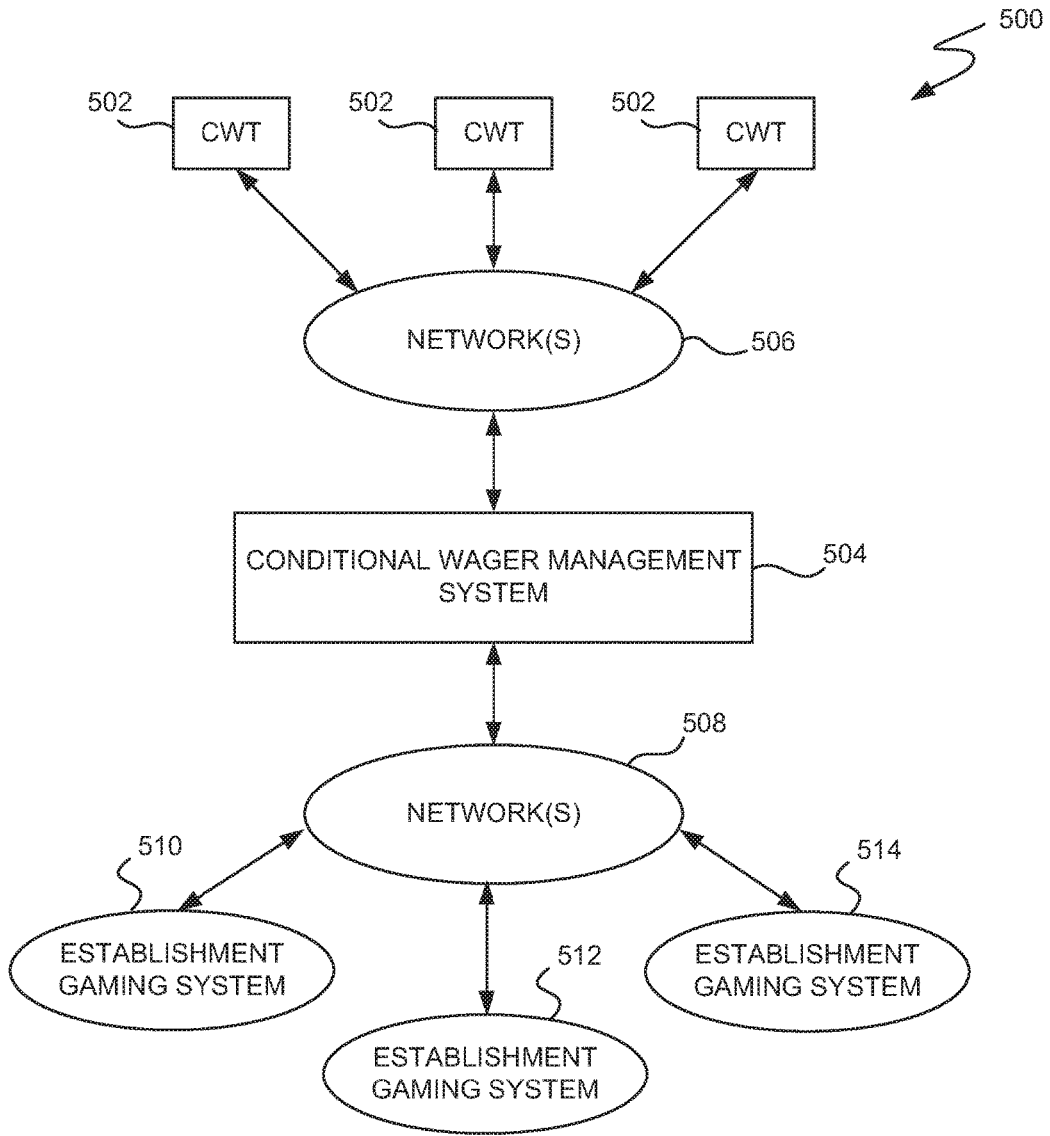 500
502
502
502
CWT
CWT
CWT
NETWORK(S)
506
CONDITIONAL WAGER MANAGEMENT
SYSTEM
504
508
NETWORK(S)
510
514
ESTABLISHMENT
GAMING SYSTEM
512
ESTABLISHMENT
GAMING SYSTEM
ESTABLISHMENT
GAMING SYSTEM